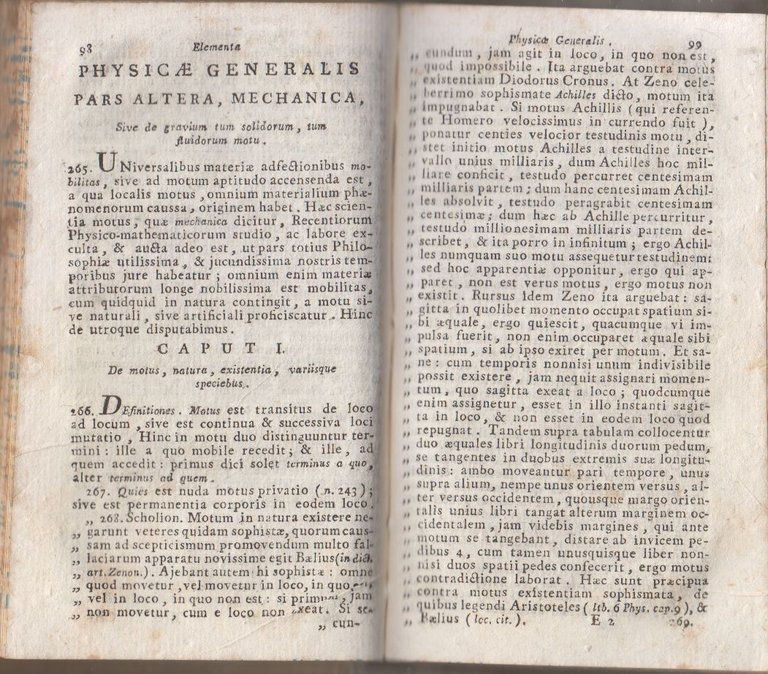 98
Elementa
PHYSICÆ GENERALIS
PARS ALTERA, MECHANICA,
Sive de gravium tum solidorum, tum
fluidorum motu.
265. UNiversalibus materiæ adfectionibus mo-
bilitas, sive ad motum aptitudo accensenda est,
a qua localis motus, omnium materialium phæ-
nomenorum caussa, originem habet. Hæc scien-
tia motus, quæ mechanica dicitur, Recentiorum
Physico-mathematicorum studio, ac labore ex-
culta, & aucta adeo est, ut pars totius Philo-
sophiæ utilissima, & jucundissima nostris tem-
poribus jure habeatur; omnium enim materiæ
attributorum longe nobilissima est mobilitas,
cum quidquid in natura contingit, a motu si-
ve naturali, sive artificiali proficiscatur. Hinc
de utroque disputabimus.
CAPUT I.
De motus, natura, existentia, variisque
speciebus.
266. DEfinitiones. Motus est transitus de loco
ad locum, sive est continua & successiva loci
mutatio, Hinc in motu duo distinguuntur ter-
mini: ille a quo mobile recedit; & ille, ad
quem accedit: primus dici solet terminus a quo,
alter terminus ad quem.
267. Quies est nuda motus privatio (n. 243);
sive est permanentia corporis in eodem loco.
„ 268. Scholion. Motum in natura existere ne-
„ garunt veteres quidam sophistæ, quorum caus-
„ sam ad scepticismum promovendum multo fal-
„ laciarum apparatu novissime egit Bælius (in dict.
„ art. Zenon.). Ajebant autem hi sophistæ: omne
„ quod movetur, vel movetur in loco, in quo est,
„ vel in loco, in quo non est: si primum, jam
„ non movetur, cum e loco non exeat. Si se-
„ cun-
Physicæ Generalis.
99
„ cundum, jam agit in loco, in quo non est,
„ quod impossibile. Ita arguebat contra motus
„ existentiam Diodorus Cronus. At Zeno cele-
„ berrimo sophismate Achilles dicto, motum ita
„ impugnabat. Si motus Achillis (qui referen-
„ te Homero velocissimus in currendo fuit),
„ ponatur centies velocior testudinis motu, di-
„ stet initio motus Achilles a testudine inter-
„ vallo unius milliaris, dum Achilles hoc mil-
„ liare conficit, testudo percurret centesimam
„ milliaris partem; dum hanc centesimam Achil-
„ les absolvit, testudo peragrabit centesimam
„ centesimæ; dum hæc ab Achille percurritur,
„ testudo millionesimam milliaris partem de-
„ scribet, & ita porro in infinitum; ergo Achil-
„ les numquam suo motu assequetur testudinem:
„ sed hoc apparentiæ opponitur, ergo qui ap-
„ paret, non est verus motus, ergo motus non
„ existit. Rursus idem Zeno ita arguebat: sa-
„ gitta in quolibet momento occupat spatium si-
„ bi æquale, ergo quiescit, quacumque vi im-
„ pulsa fuerit, non enim occuparet æquale sibi
„ spatium, si ab ipso exiret per motum. Et sa-
„ ne: cum temporis nonnisi unum indivisibile
„ possit existere, jam nequit assignari momen-
„ tum, quo sagitta exeat a loco; quodcumque
„ enim assignetur, esset in illo instanti sagit-
„ ta in loco, & non esset in eodem loco quod
„ repugnat. Tandem supra tabulam collocentur
„ duo æquales libri longitudinis duorum pedum,
„ se tangentes in duobus extremis suæ longitu-
„ dinis: ambo moveantur pari tempore, unus
„ supra alium, nempe unus orientem versus, al-
„ ter versus occidentem, quousque margo orien-
„ talis unius libri tangat alterum marginem oc-
„ cidentalem, jam videbis margines, qui ante
„ motum se tangebant, distare ab invicem pe-
„ dibus 4, cum tamen unusquisque liber non-
„ nisi duos spatii pedes confecerit, ergo motus
„ contradictione laborat. Hæc sunt præcipua
„ contra motus existentiam sophismata, de
„ quibus legendi Aristoteles (lib. 6 Phys. cap. 9), &
„ Bælius (loc. cit.).
E 2
269.